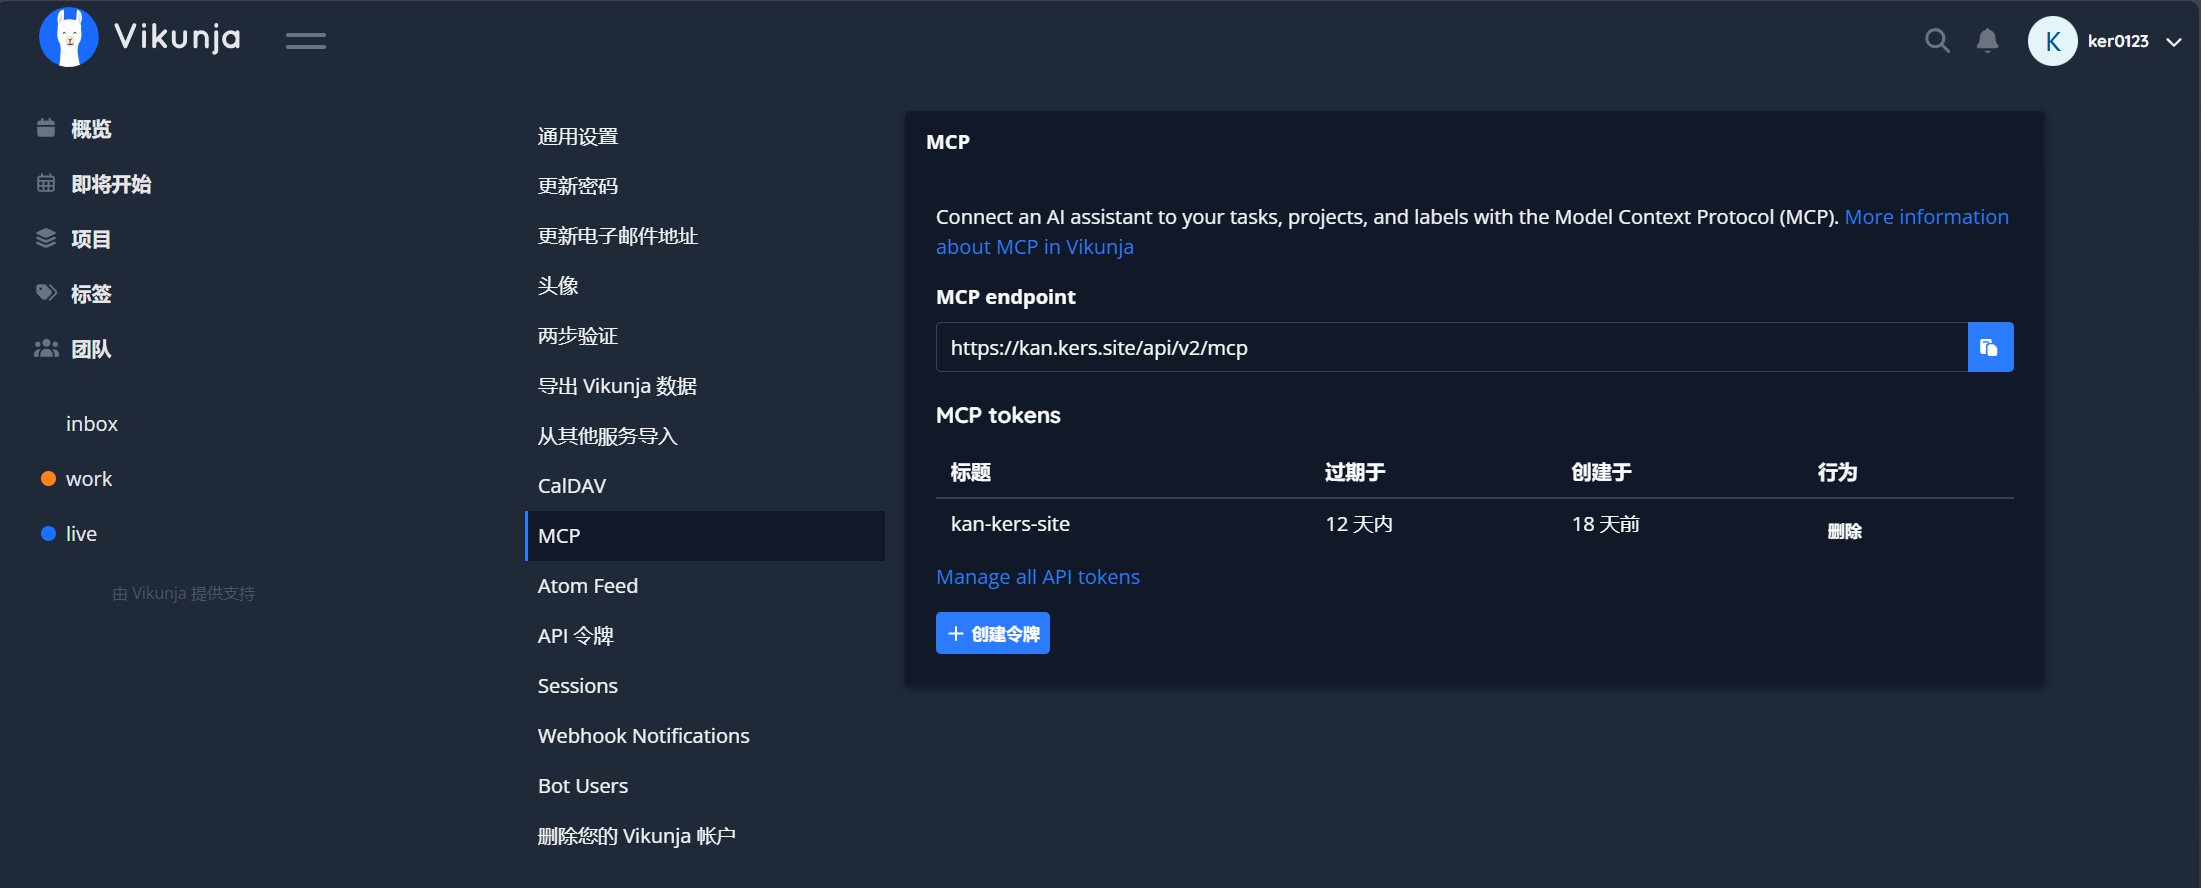 Vikunja
K
ker0123
概览
即将开始
项目
标签
团队
inbox
work
live
由 Vikunja 提供支持
通用设置
更新密码
更新电子邮件地址
头像
两步验证
导出 Vikunja 数据
从其他服务导入
CalDAV
MCP
Atom Feed
API 令牌
Sessions
Webhook Notifications
Bot Users
删除您的 Vikunja 帐户
MCP
Connect an AI assistant to your tasks, projects, and labels with the Model Context Protocol (MCP). More information
about MCP in Vikunja
MCP endpoint
https://kan.kers.site/api/v2/mcp
MCP tokens
标题 过期于 创建于 行为
kan-kers-site 12 天内 18 天前 删除
Manage all API tokens
创建令牌